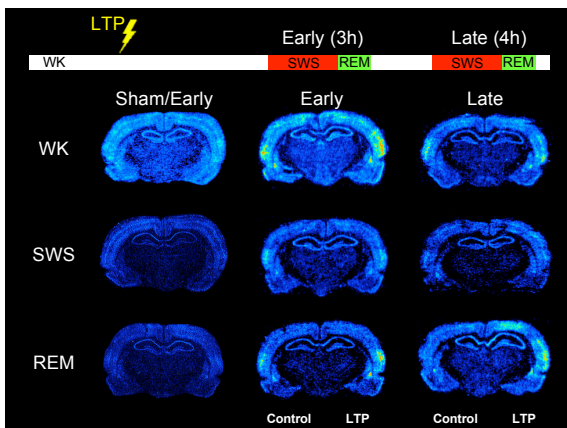 LTP
Early (3h) Late (4h)
WK SWS REM SWS REM
Sham/Early Early Late
WK
SWS
REM
Control LTP Control LTP